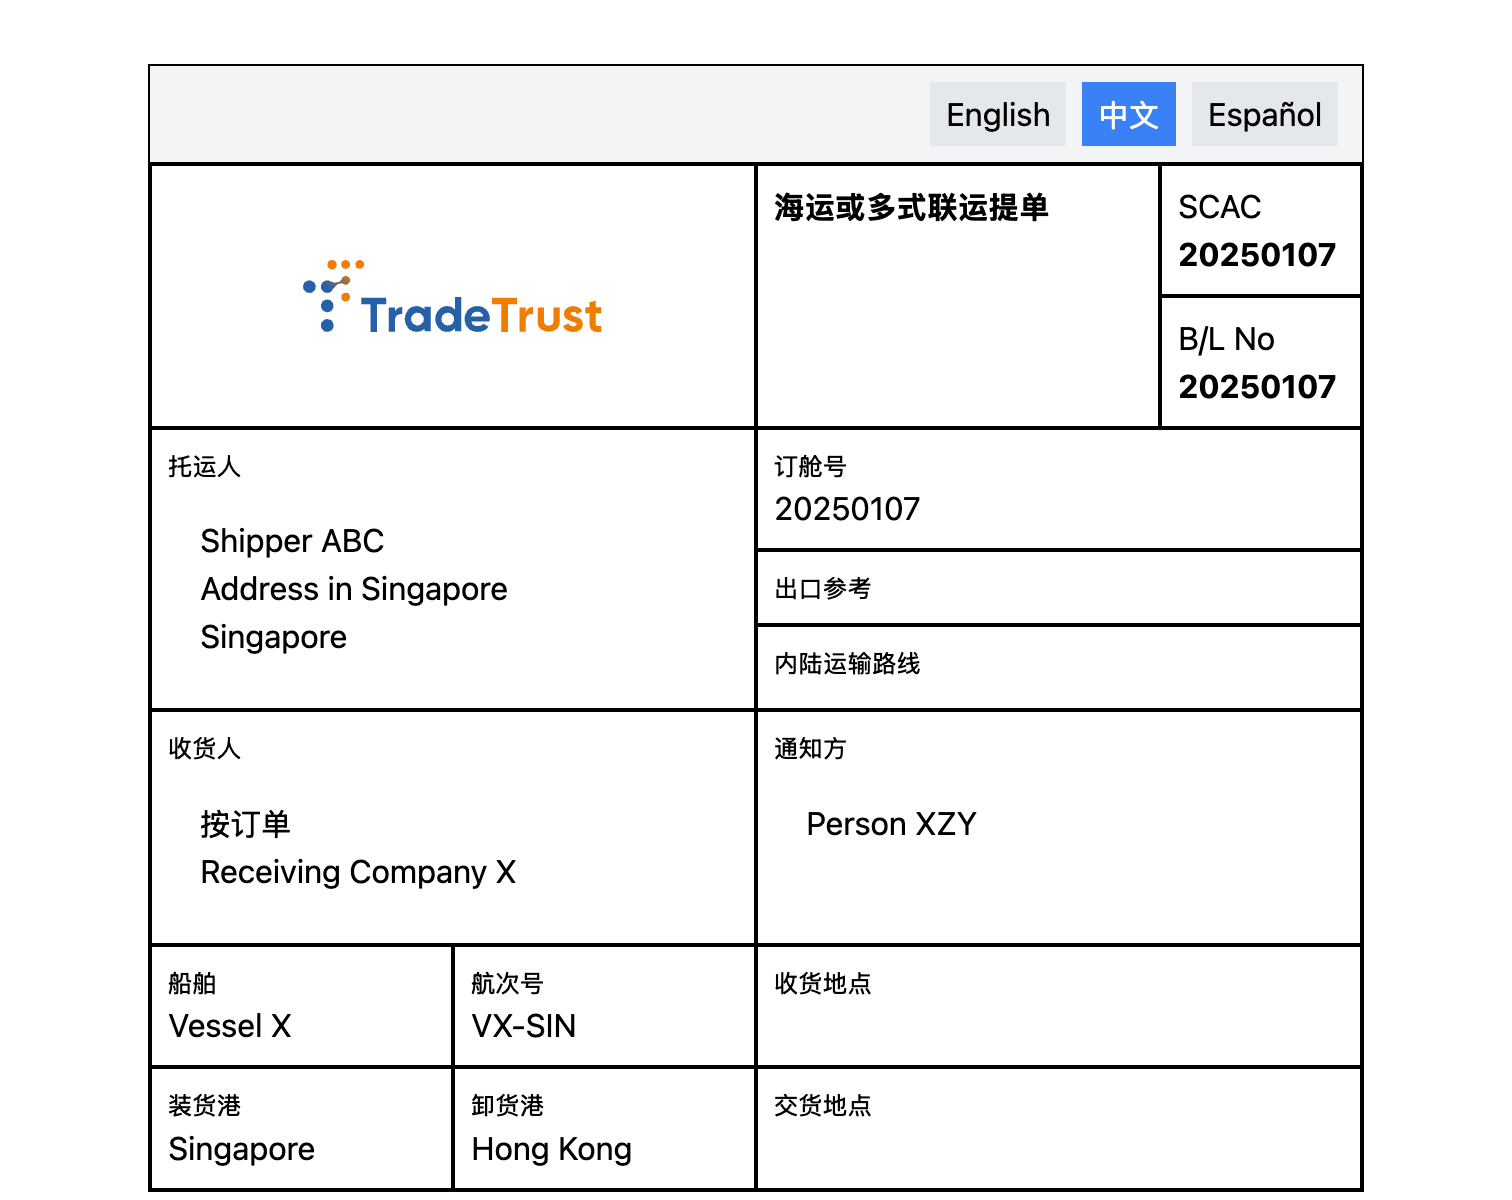 English
中文
Español
TradeTrust
海运或多式联运提单
SCAC
20250107
B/L No
20250107
托运人
Shipper ABC
Address in Singapore
Singapore
订舱号
20250107
出口参考
内陆运输路线
收货人
按订单
Receiving Company X
通知方
Person XZY
船舶
Vessel X
航次号
VX-SIN
收货地点
装货港
Singapore
卸货港
Hong Kong
交货地点